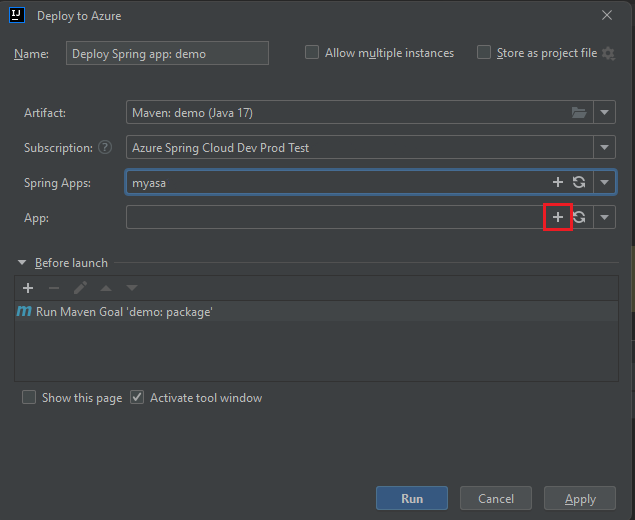 IJ Deploy to Azure
Name: Deploy Spring app: demo Allow multiple instances Store as project file
Artifact: Maven: demo (Java 17)
Subscription: ? Azure Spring Cloud Dev Prod Test
Spring Apps: myasa
App:
Before launch
m Run Maven Goal 'demo: package'
Show this page Activate tool window
Run Cancel Apply